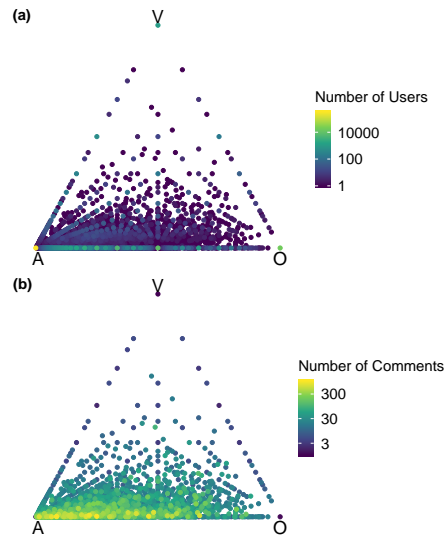 (a)
V
Number of Users
10000
100
1
A
O
(b)
V
Number of Comments
300
30
3
A
O